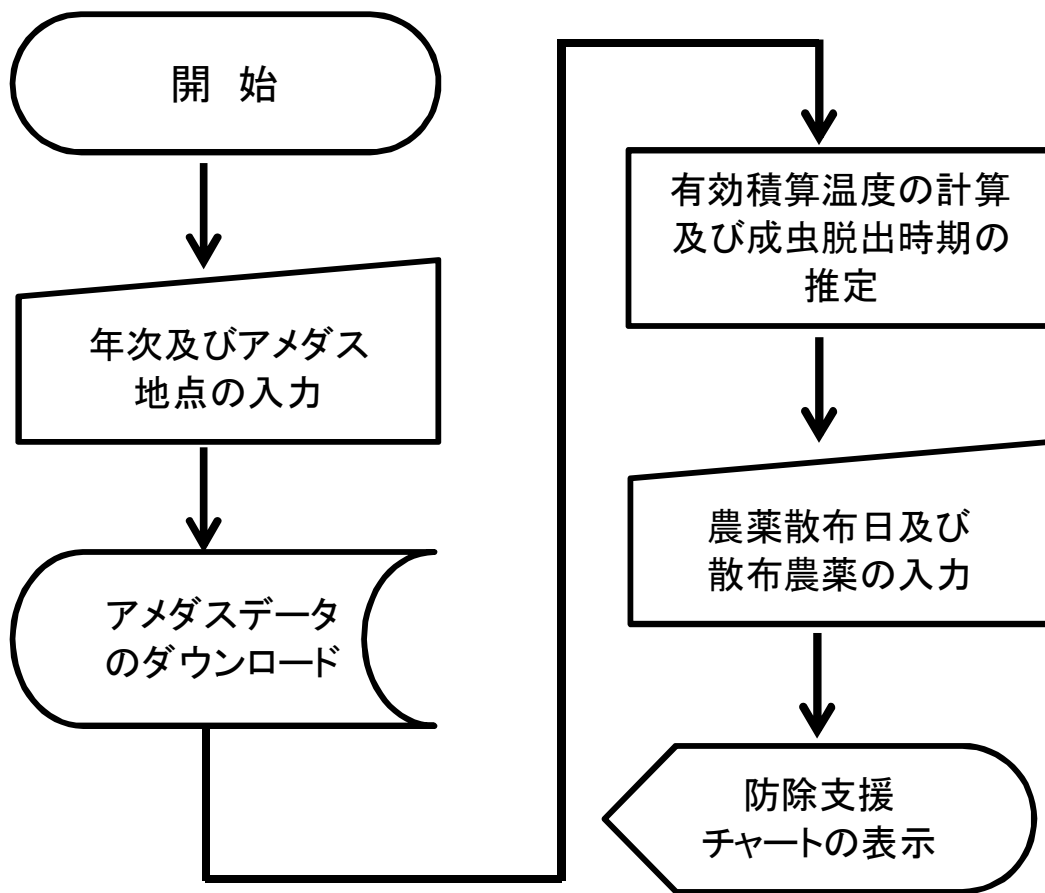 開 始
年次及びアメダス
地点の入力
アメダスデータ
のダウンロード
有効積算温度の計算
及び成虫脱出時期の
推定
農薬散布日及び
散布農薬の入力
防除支援
チャートの表示